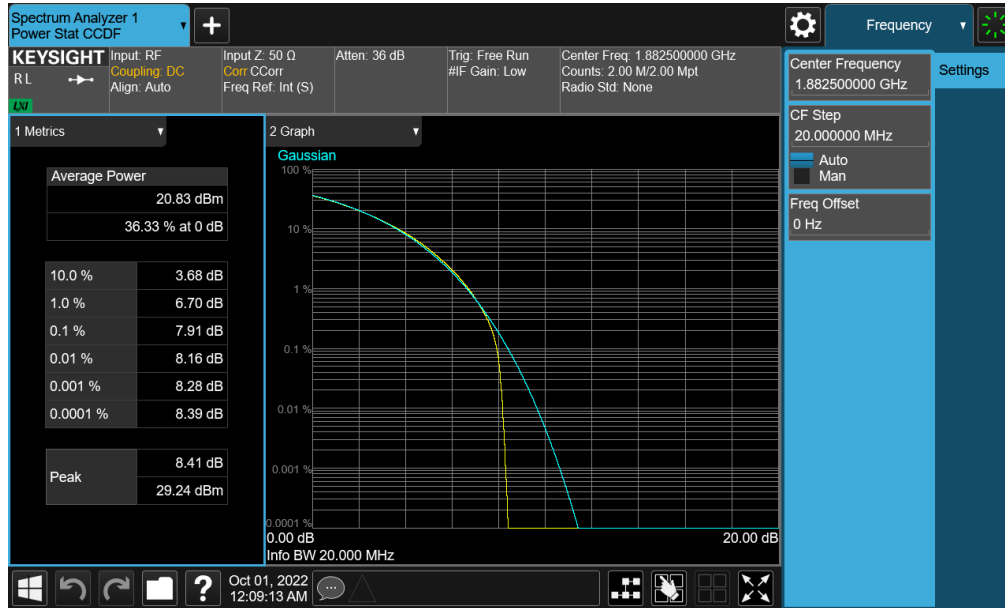 Spectrum Analyzer 1
Power Stat CCDF
Frequency
KEYSIGHT
RL
LXI
Input: RF
Coupling: DC
Align: Auto
Input Z: 50 Ω
Corr CCorr
Freq Ref: Int (S)
Atten: 36 dB
Trig: Free Run
#IF Gain: Low
Center Freq: 1.882500000 GHz
Counts: 2.00 M/2.00 Mpt
Radio Std: None
Center Frequency
1.882500000 GHz
Settings
CF Step
20.000000 MHz
Auto
Man
Freq Offset
0 Hz
1 Metrics
Average Power
20.83 dBm
36.33 % at 0 dB
10.0 % 3.68 dB
1.0 % 6.70 dB
0.1 % 7.91 dB
0.01 % 8.16 dB
0.001 % 8.28 dB
0.0001 % 8.39 dB
Peak 8.41 dB
29.24 dBm
2 Graph
Gaussian
100 %
10 %
1 %
0.1 %
0.01 %
0.001 %
0.0001 %
0.00 dB 20.00 dB
Info BW 20.000 MHz
?
Oct 01, 2022
12:09:13 AM